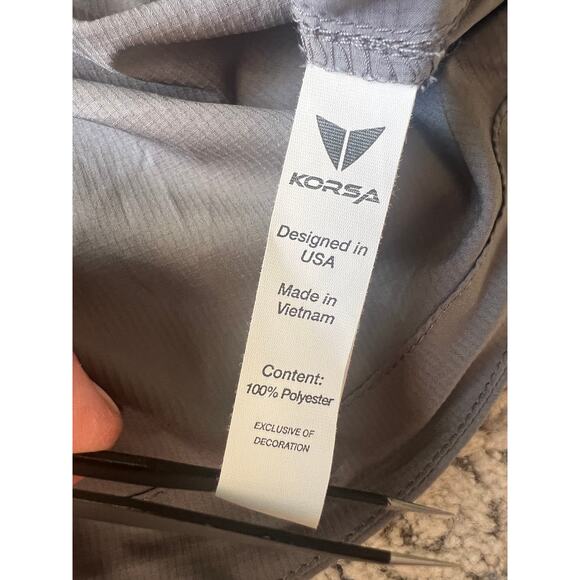 KORSA
Designed in
USA
Made in
Vietnam
Content:
100% Polyester
EXCLUSIVE OF
DECORATION